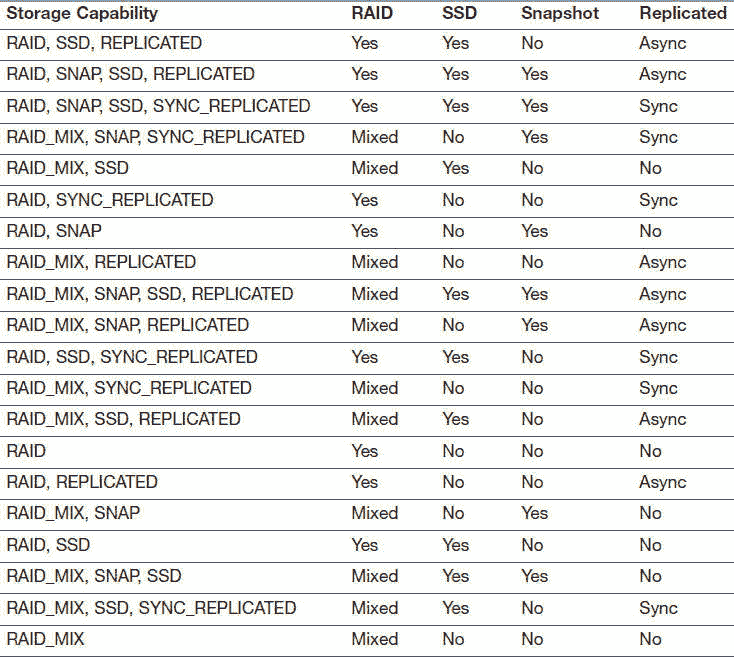 Storage Capability RAID SSD Snapshot Replicated
RAID, SSD, REPLICATED Yes Yes No Async
RAID, SNAP, SSD, REPLICATED Yes Yes Yes Async
RAID, SNAP, SSD, SYNC_REPLICATED Yes Yes Yes Sync
RAID_MIX, SNAP, SYNC_REPLICATED Mixed No Yes Sync
RAID_MIX, SSD Mixed Yes No No
RAID, SYNC_REPLICATED Yes No No Sync
RAID, SNAP Yes No Yes No
RAID_MIX, REPLICATED Mixed No No Async
RAID_MIX, SNAP, SSD, REPLICATED Mixed Yes Yes Async
RAID_MIX, SNAP, REPLICATED Mixed No Yes Async
RAID, SSD, SYNC_REPLICATED Yes Yes No Sync
RAID_MIX, SYNC_REPLICATED Mixed No No Sync
RAID_MIX, SSD, REPLICATED Mixed Yes No Async
RAID Yes No No No
RAID, REPLICATED Yes No No Async
RAID_MIX, SNAP Mixed No Yes No
RAID, SSD Yes Yes No No
RAID_MIX, SNAP, SSD Mixed Yes Yes No
RAID_MIX, SSD, SYNC_REPLICATED Mixed Yes No Sync
RAID_MIX Mixed No No No